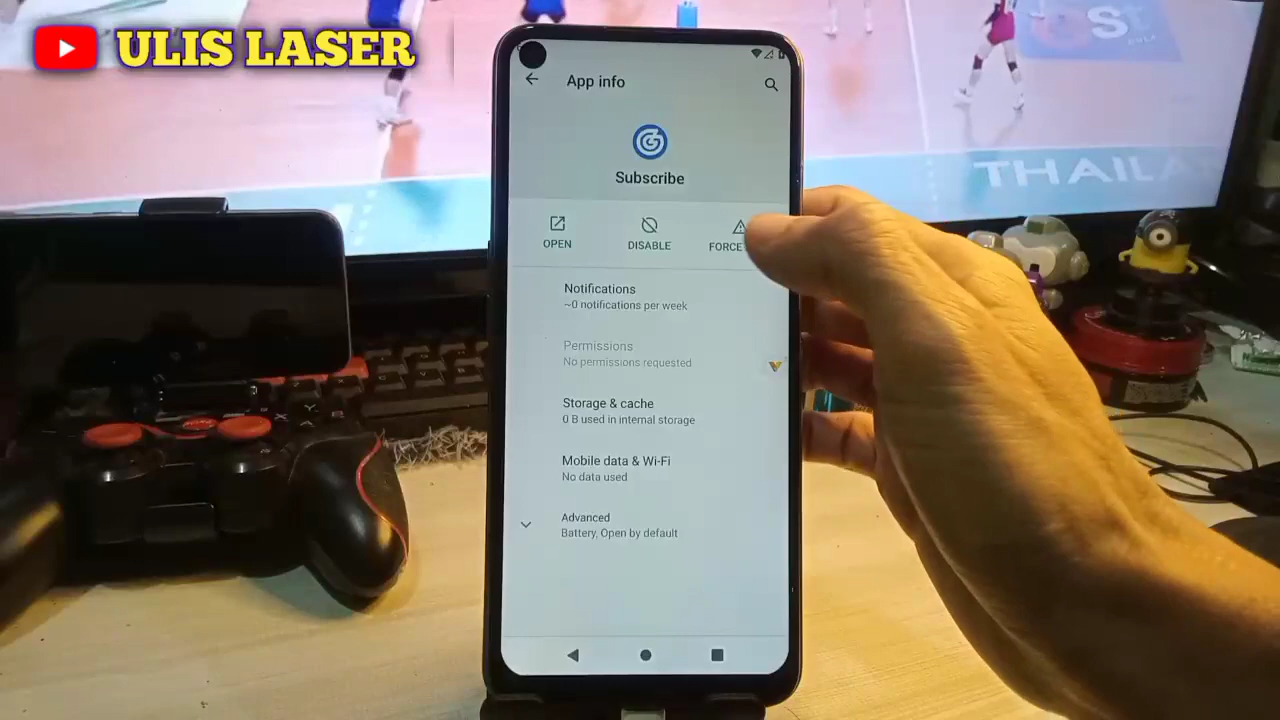 ULIS LASER
App info
Subscribe
OPEN
DISABLE
FORCE
Notifications
~0 notifications per week
Permissions
No permissions requested
Storage & cache
0 B used in internal storage
Mobile data & Wi-Fi
No data used
Advanced
Battery, Open by default
THAILA